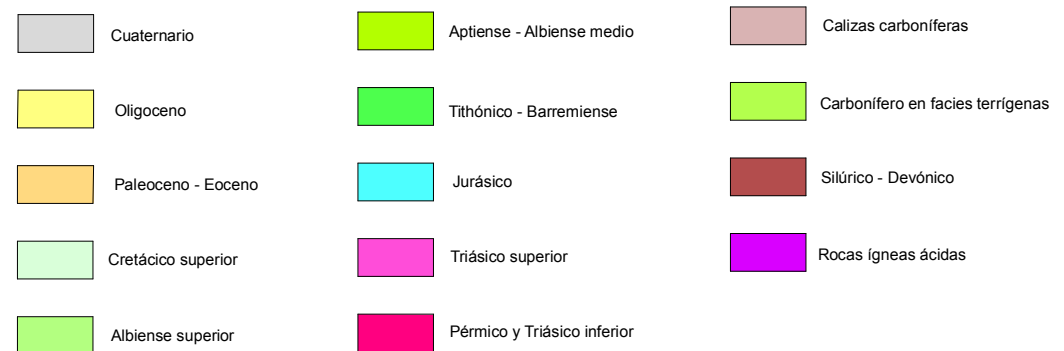 Cuaternario
Oligoceno
Paleoceno - Eoceno
Cretácico superior
Albiense superior
Aptiense - Albiense medio
Tithónico - Barremiense
Jurásico
Triásico superior
Pérmico y Triásico inferior
Calizas carboníferas
Carbonífero en facies terrígenas
Silúrico - Devónico
Rocas ígneas ácidas